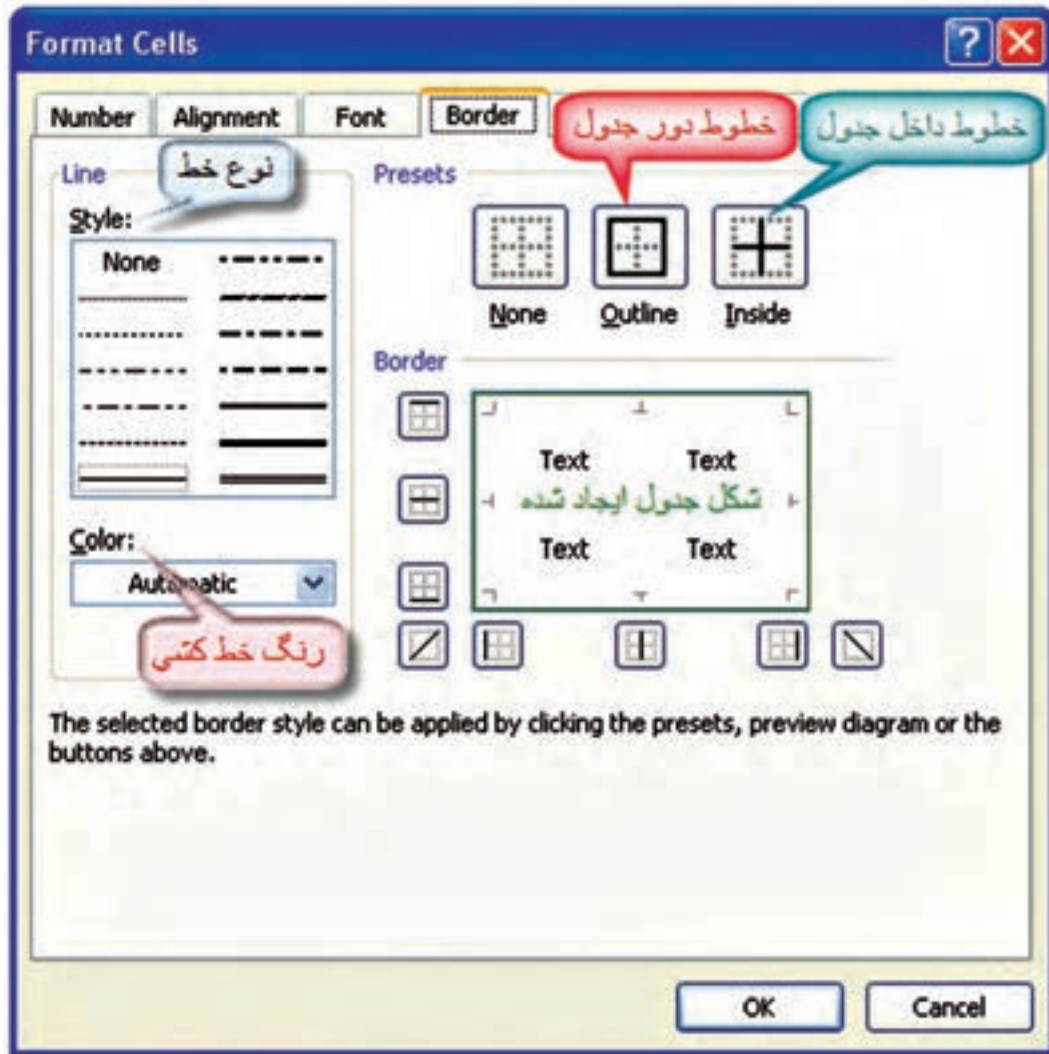 Format Cells
Number Alignment Font Border
خطوط دور جدول
خطوط داخل جدول
Line
نوع خط
Presets
Style:
None
None Outline Inside
Border
Text Text
شکل جدول ایجاد شده
Text Text
Color:
Automatic
رنگ خط کشی
The selected border style can be applied by clicking the presets, preview diagram or the
buttons above.
OK Cancel